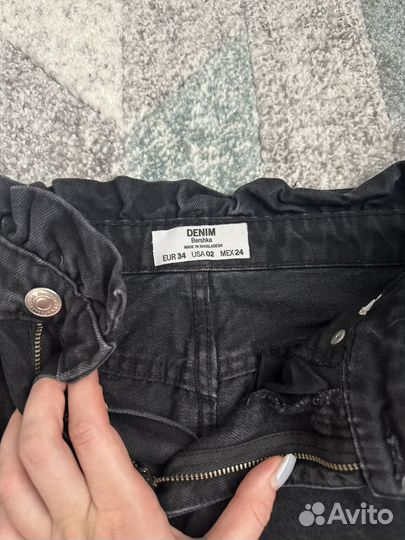 DENIM
Bershka
MADE IN BANGLADESH
EUR 34 USA 02 MEX 24
Avito